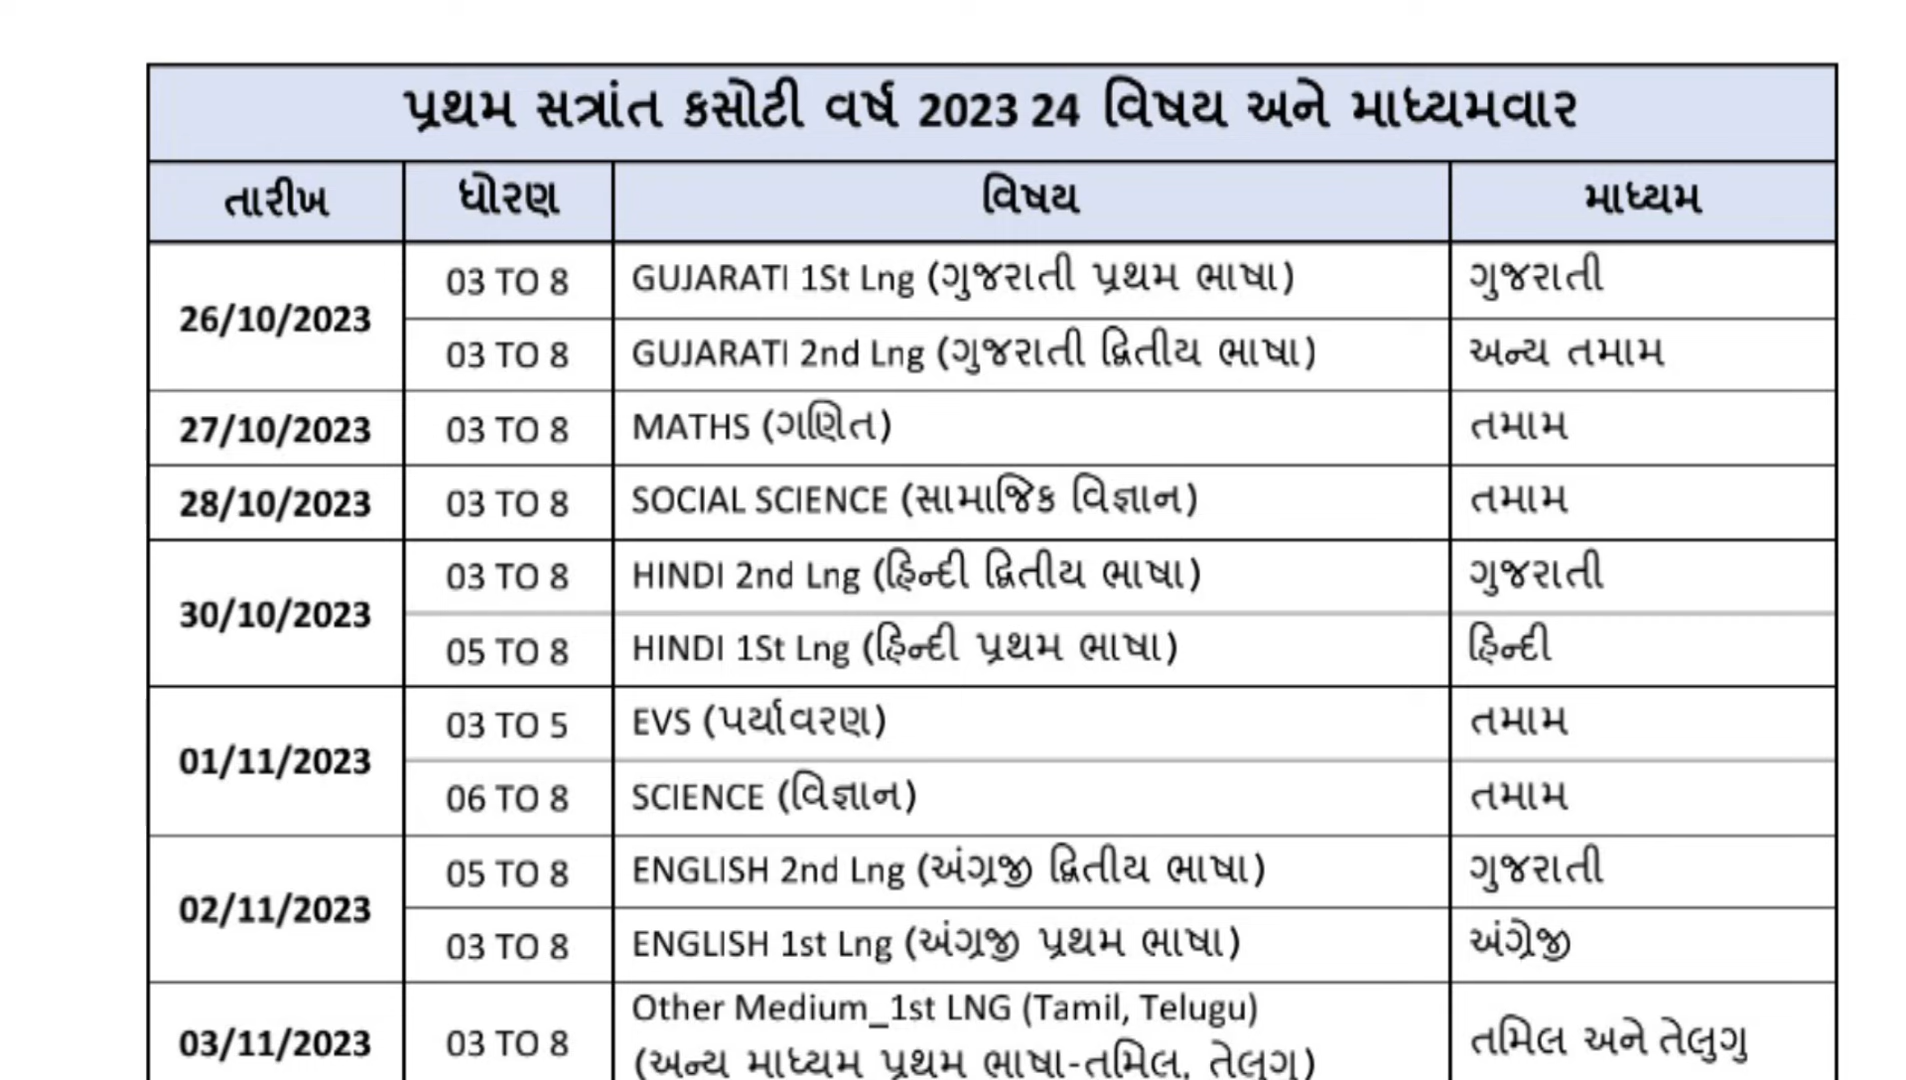 પ્રથમ સત્રાંત કસોટી વર્ષ 2023 24 વિષય અને માધ્યમવાર
તારીખ ધોરણ વિષય માધ્યમ
26/10/2023 03 TO 8 GUJARATI 1St Lng (ગુજરાતી પ્રથમ ભાષા) ગુજરાતી
03 TO 8 GUJARATI 2nd Lng (ગુજરાતી દ્વિતીય ભાષા) અન્ય તમામ
27/10/2023 03 TO 8 MATHS (ગણિત) તમામ
28/10/2023 03 TO 8 SOCIAL SCIENCE (સામાજિક વિજ્ઞાન) તમામ
30/10/2023 03 TO 8 HINDI 2nd Lng (હિન્દી દ્વિતીય ભાષા) ગુજરાતી
05 TO 8 HINDI 1St Lng (હિન્દી પ્રથમ ભાષા) હિન્દી
01/11/2023 03 TO 5 EVS (પર્યાવરણ) તમામ
06 TO 8 SCIENCE (વિજ્ઞાન) તમામ
02/11/2023 05 TO 8 ENGLISH 2nd Lng (અંગ્રજી દ્વિતીય ભાષા) ગુજરાતી
03 TO 8 ENGLISH 1st Lng (અંગ્રજી પ્રથમ ભાષા) અંગ્રેજી
03/11/2023 03 TO 8 Other Medium_1st LNG (Tamil, Telugu) તમિલ અને તેલુગુ
(અન્ય માધ્યમ પ્રથમ ભાષા-તમિલ, તેલુગુ)